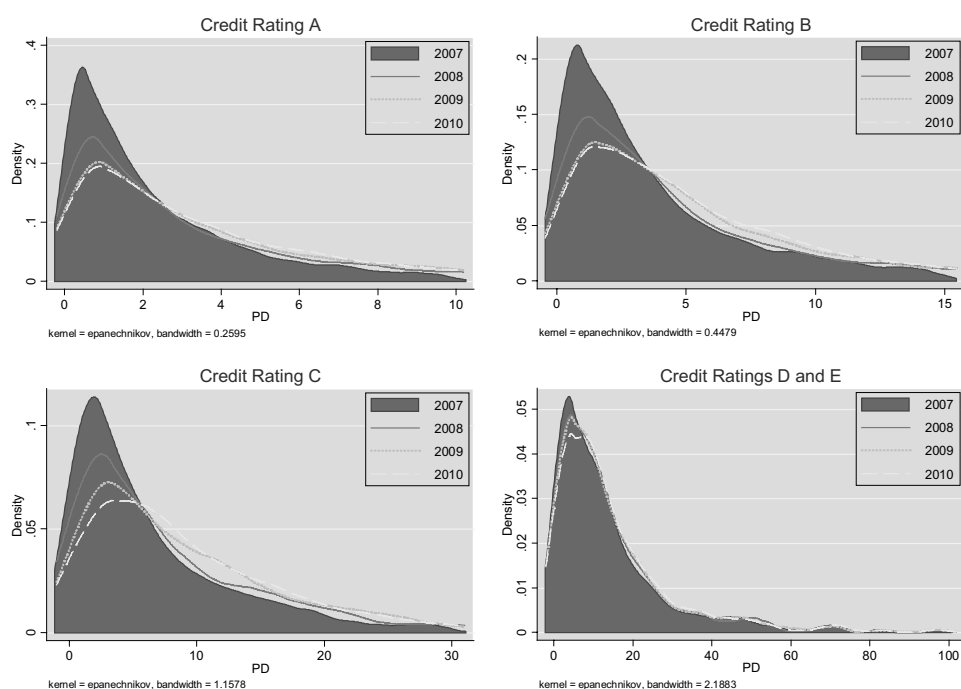 Credit Rating A
.4
.3
.2
.1
0
Density
0 2 4 6 8 10
PD
2007
2008
2009
2010
kernel = epanechnikov, bandwidth = 0.2595
Credit Rating B
.2
.15
.1
.05
0
Density
0 5 10 15
PD
2007
2008
2009
2010
kernel = epanechnikov, bandwidth = 0.4479
Credit Rating C
.1
.05
0
Density
0 10 20 30
PD
2007
2008
2009
2010
kernel = epanechnikov, bandwidth = 1.1578
Credit Ratings D and E
.05
.04
.03
.02
.01
0
Density
0 20 40 60 80 100
PD
2007
2008
2009
2010
kernel = epanechnikov, bandwidth = 2.1883